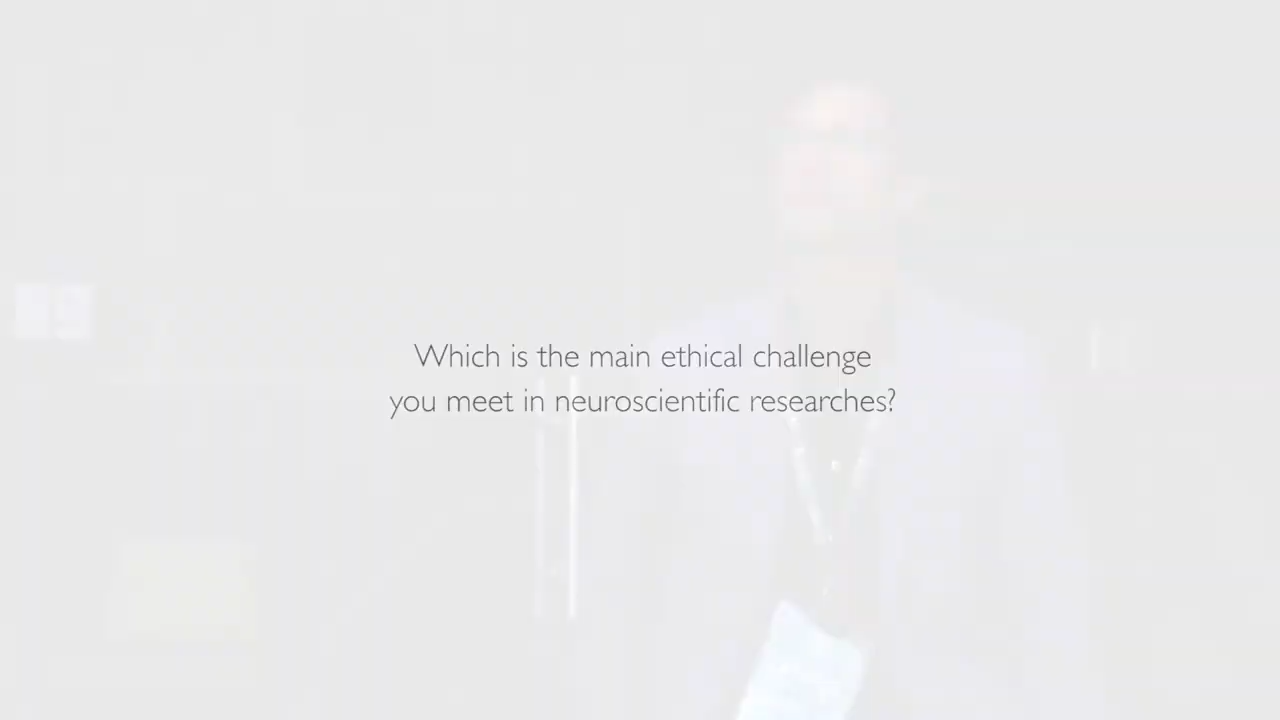 Which is the main ethical challenge
you meet in neuroscientific researches?